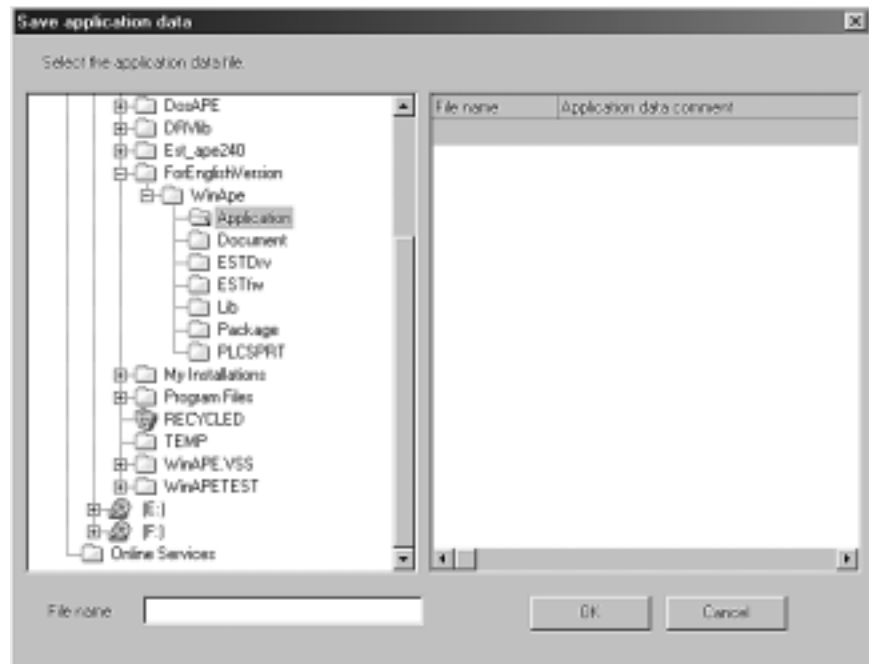 Save application data
Select the application data file.
DosAPE
DRVlib
Est_ape240
ForEnglishVersion
WinApe
Application
Document
ESTDrv
ESTfw
Lib
Package
PLCSPRT
My Installations
Program Files
RECYCLED
TEMP
WinAPE.VSS
WinAPETEST
(E:)
(F:)
Online Services
File name Application data comment
File name
OK Cancel